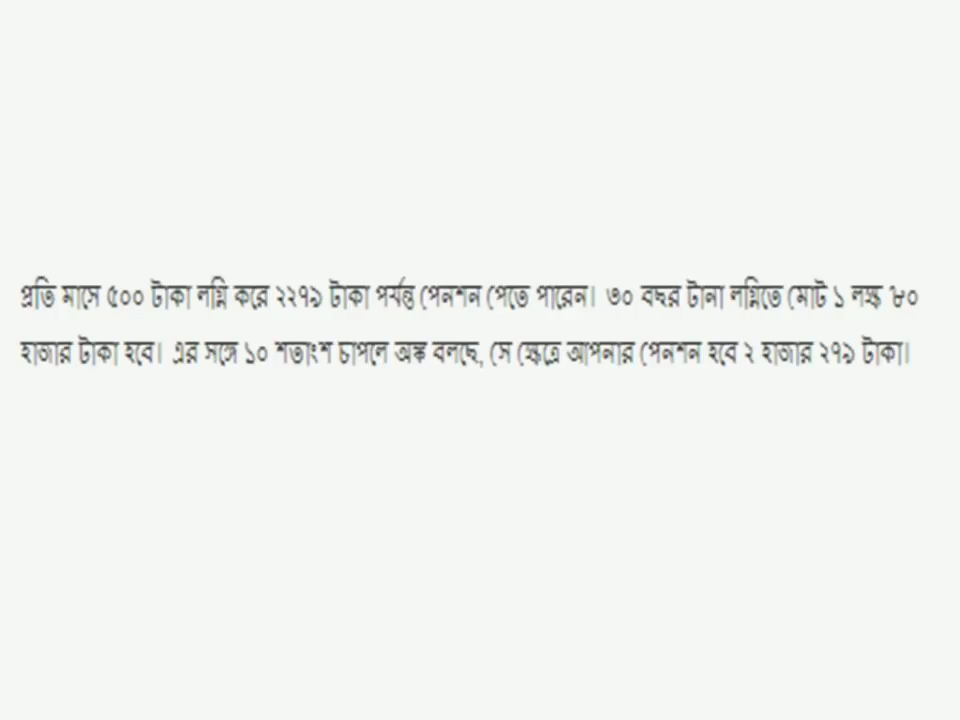 প্রতি মাসে ৫০০ টাকা লগ্নি করে ২২৭৯ টাকা পর্যন্ত পেনশন পেতে পারেন। ৩০ বছর টানা লগ্নিতে মোট ১ লক্ষ ৮০
হাজার টাকা হবে। এর সঙ্গে ১০ শতাংশ চাপলে অঙ্ক বলছে, সে ক্ষেত্রে আপনার পেনশন হবে ২ হাজার ২৭৯ টাকা।